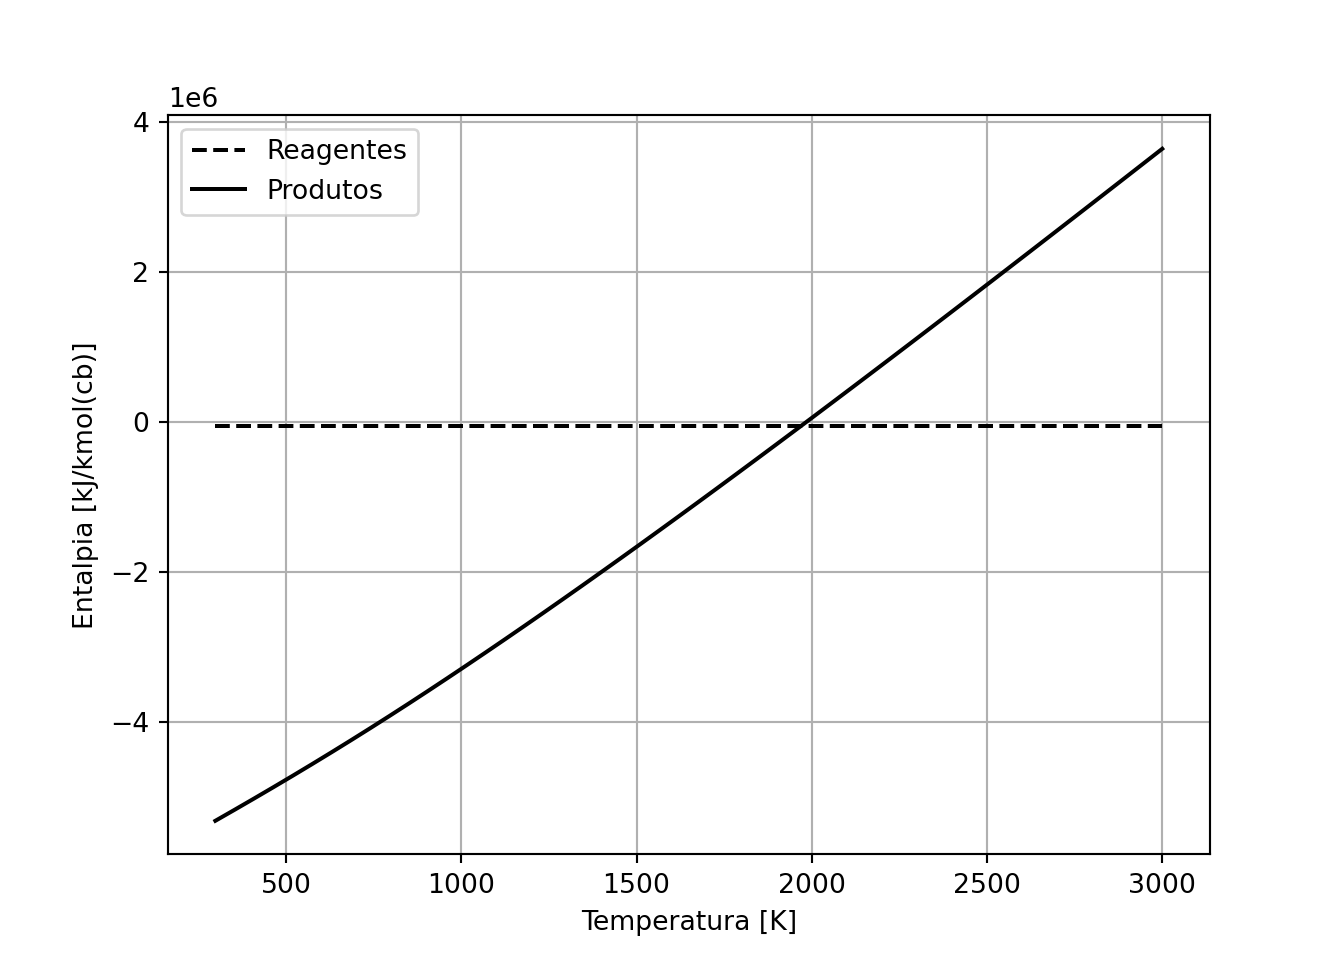 1e6
4
Reagentes
Produtos
2
0
−2
−4
Entalpia [kJ/kmol(cb)]
500 1000 1500 2000 2500 3000
Temperatura [K]